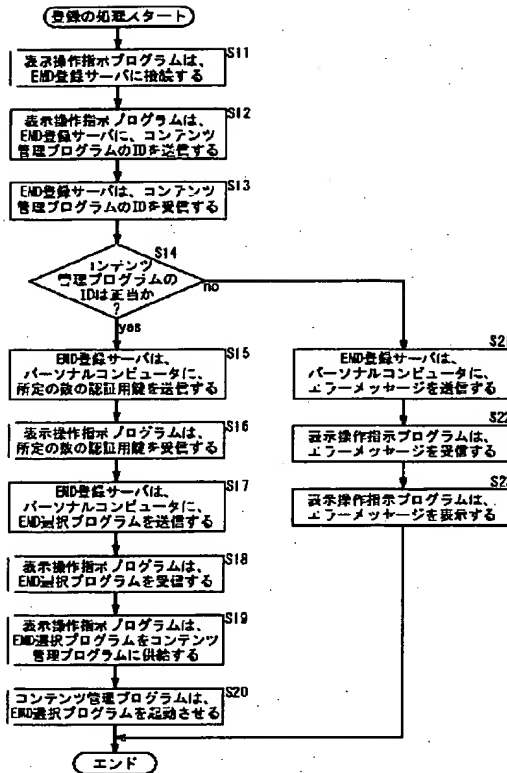 登録の処理スタート
S11
表示操作指示プログラムは、
EMD登録サーバに接続する
S12
表示操作指示プログラムは、
EMD登録サーバに、コンテンツ
管理プログラムのIDを送信する
S13
EMD登録サーバは、コンテンツ
管理プログラムのIDを受信する
S14
コンテンツ
管理プログラムの
IDは正当か
?
no
yes
S15
EMD登録サーバは、
パーソナルコンピュータに、
所定の数の認証用鍵を送信する
S16
表示操作指示プログラムは、
所定の数の認証用鍵を受信する
S17
EMD登録サーバは、
パーソナルコンピュータに、
EMD選択プログラムを送信する
S18
表示操作指示プログラムは、
EMD選択プログラムを受信する
S19
表示操作指示プログラムは、
EMD選択プログラムをコンテンツ
管理プログラムに供給する
S20
コンテンツ管理プログラムは、
EMD選択プログラムを起動させる
S21
EMD登録サーバは、
パーソナルコンピュータに、
エラーメッセージを送信する
S22
表示操作指示プログラムは、
エラーメッセージを受信する
S23
表示操作指示プログラムは、
エラーメッセージを表示する
エンド